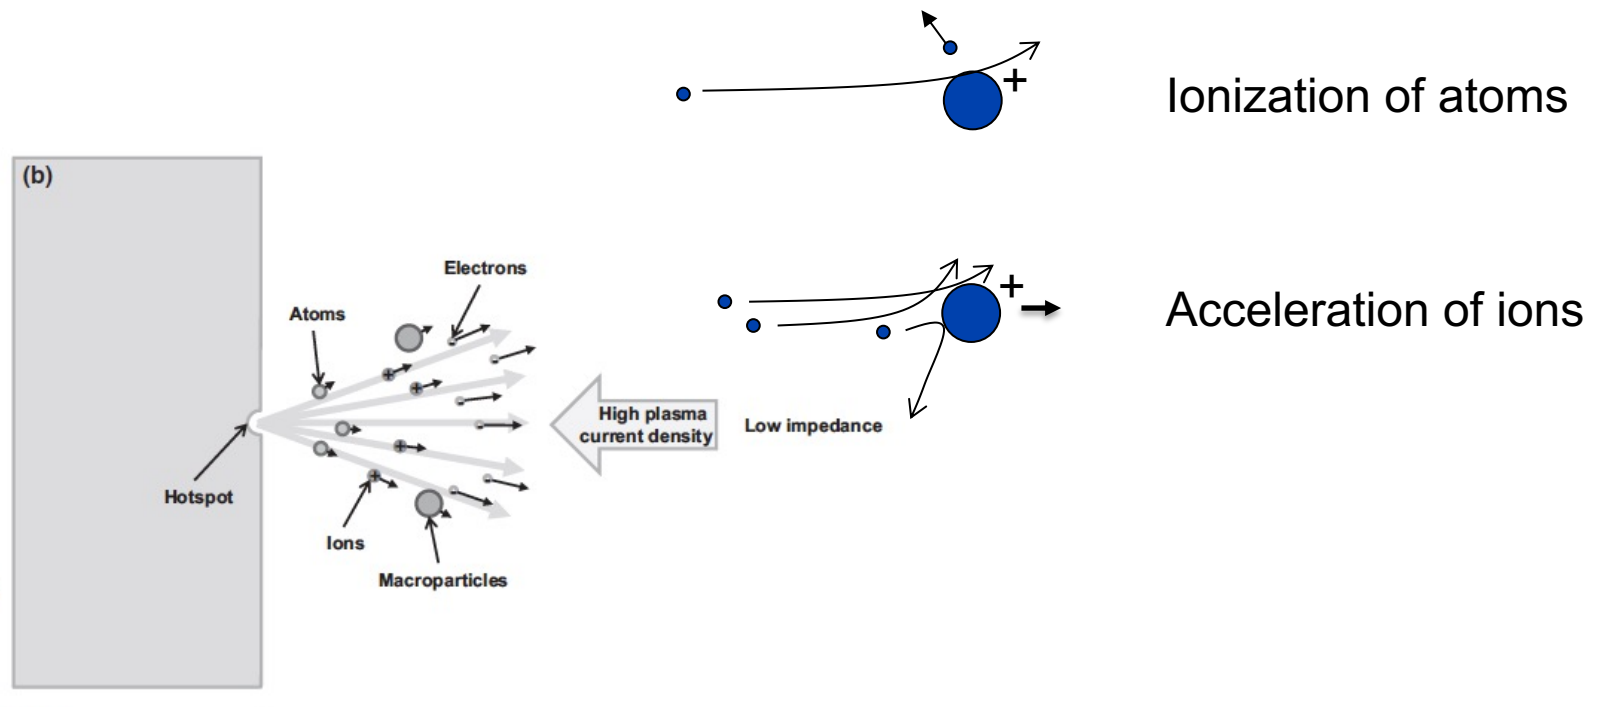 Ionization of atoms
(b)
Electrons
Atoms
Acceleration of ions
High plasma
current density
Low impedance
Hotspot
Ions
Macroparticles